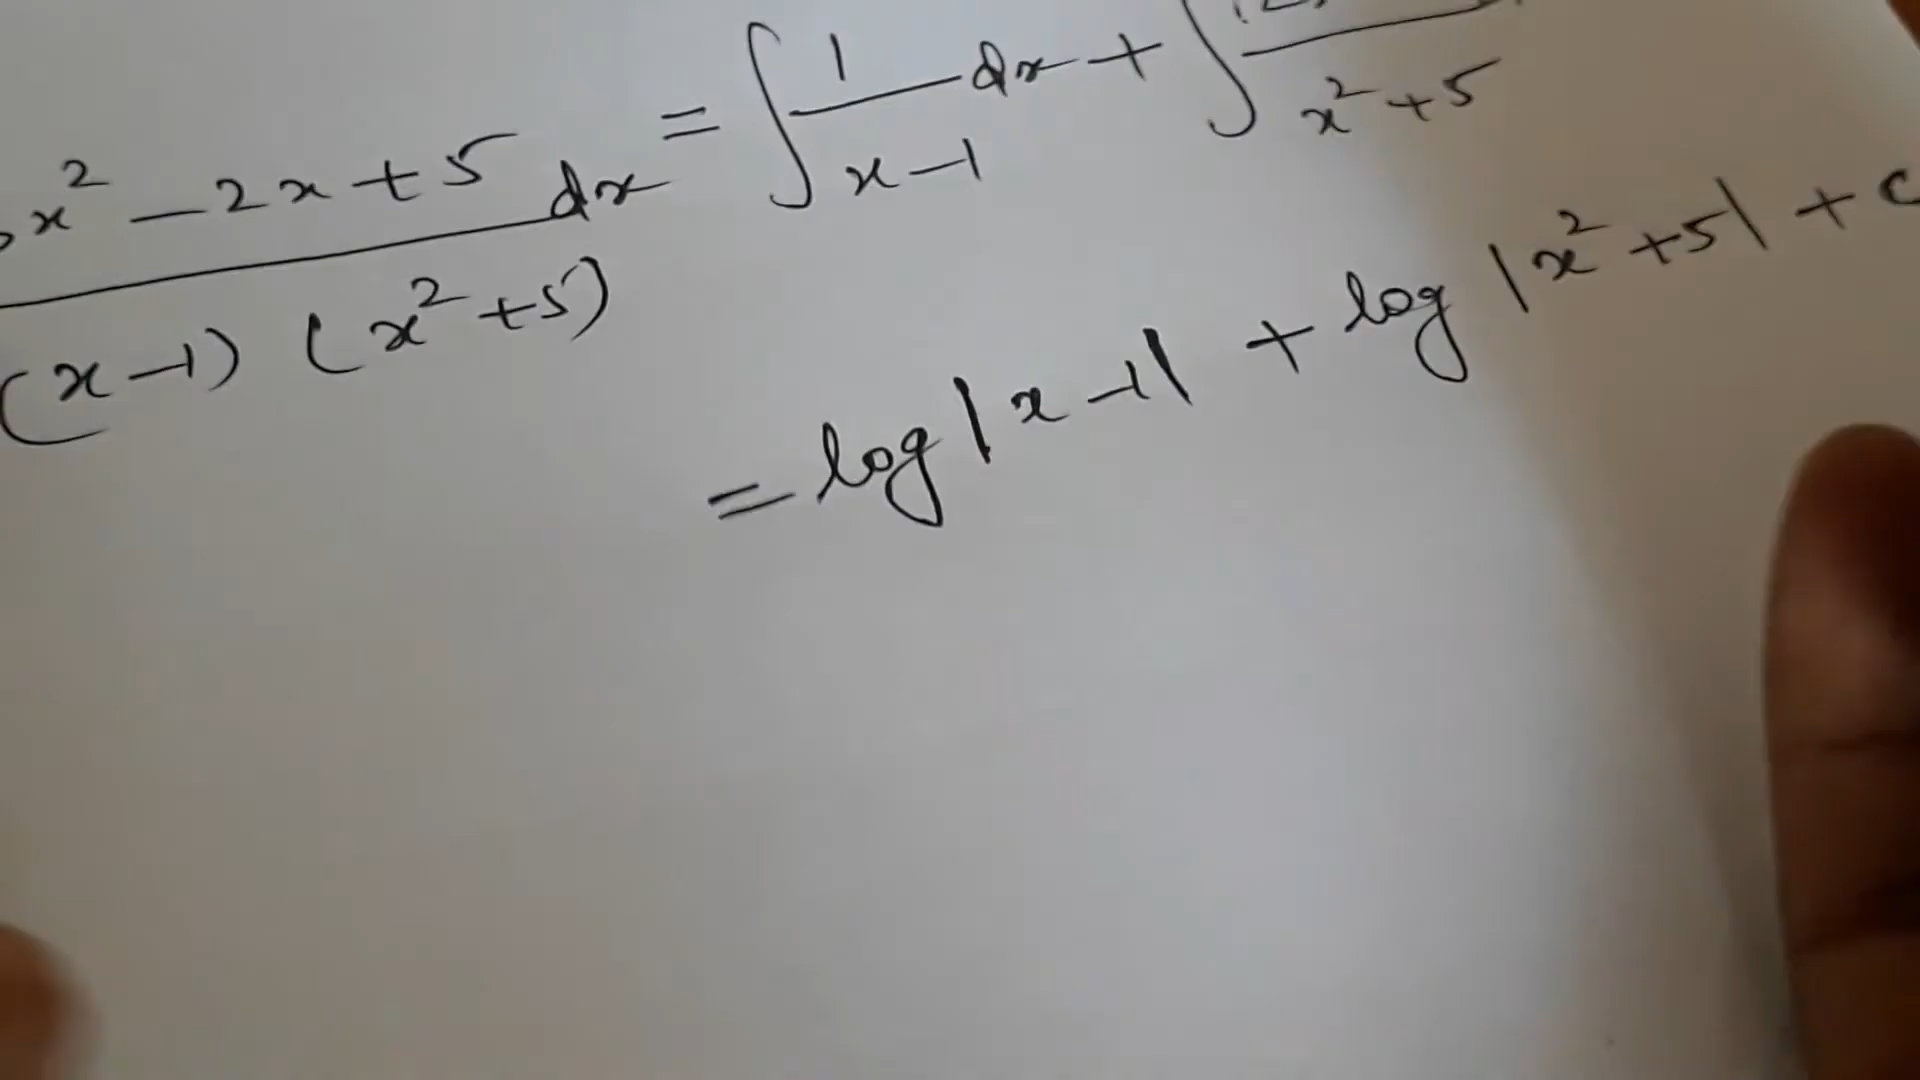 x² - 2x + 5 dx = ∫ 1 dx + ∫
(x-1) (x²+5) x-1 x²+5
= log |x-1| + log |x²+5| + c